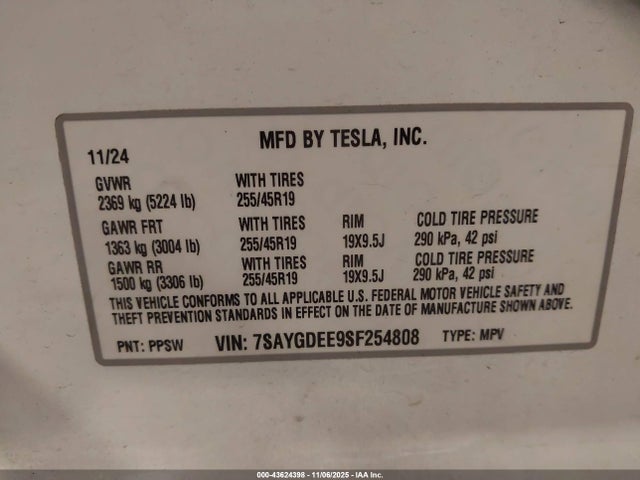 MFD BY TESLA, INC.
11/24
GVWR WITH TIRES
2369 kg (5224 lb) 255/45R19
GAWR FRT WITH TIRES RIM COLD TIRE PRESSURE
1363 kg (3004 lb) 255/45R19 19X9.5J 290 kPa, 42 psi
GAWR RR WITH TIRES RIM COLD TIRE PRESSURE
1500 kg (3306 lb) 255/45R19 19X9.5J 290 kPa, 42 psi
THIS VEHICLE CONFORMS TO ALL APPLICABLE U.S. FEDERAL MOTOR VEHICLE SAFETY AND
THEFT PREVENTION STANDARDS IN EFFECT ON THE DATE OF MANUFACTURE SHOWN ABOVE.
PNT: PPSW VIN: 7SAYGDEE9SF254808 TYPE: MPV
000-43624398 - 11/06/2025 - IAA Inc.